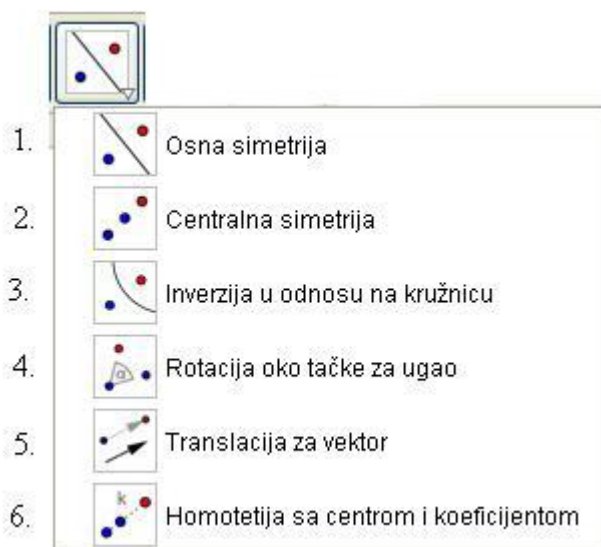 1. Osna simetrija
2. Centralna simetrija
3. Inverzija u odnosu na kružnicu
4. α Rotacija oko tačke za ugao
5. Translacija za vektor
6. k Homotetija sa centrom i koeficijentom